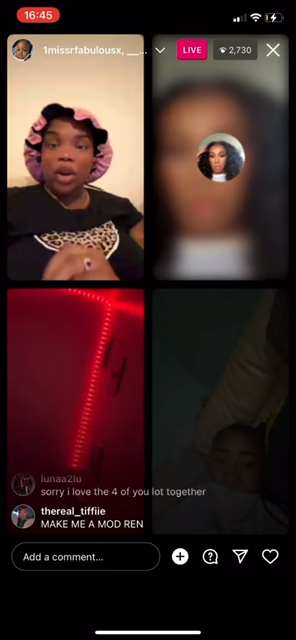 16:45
1missrfabulousx, __...
LIVE
2,730
lunaa2lu
sorry i love the 4 of you lot together
thereal_tiffiie
MAKE ME A MOD REN
Add a comment...